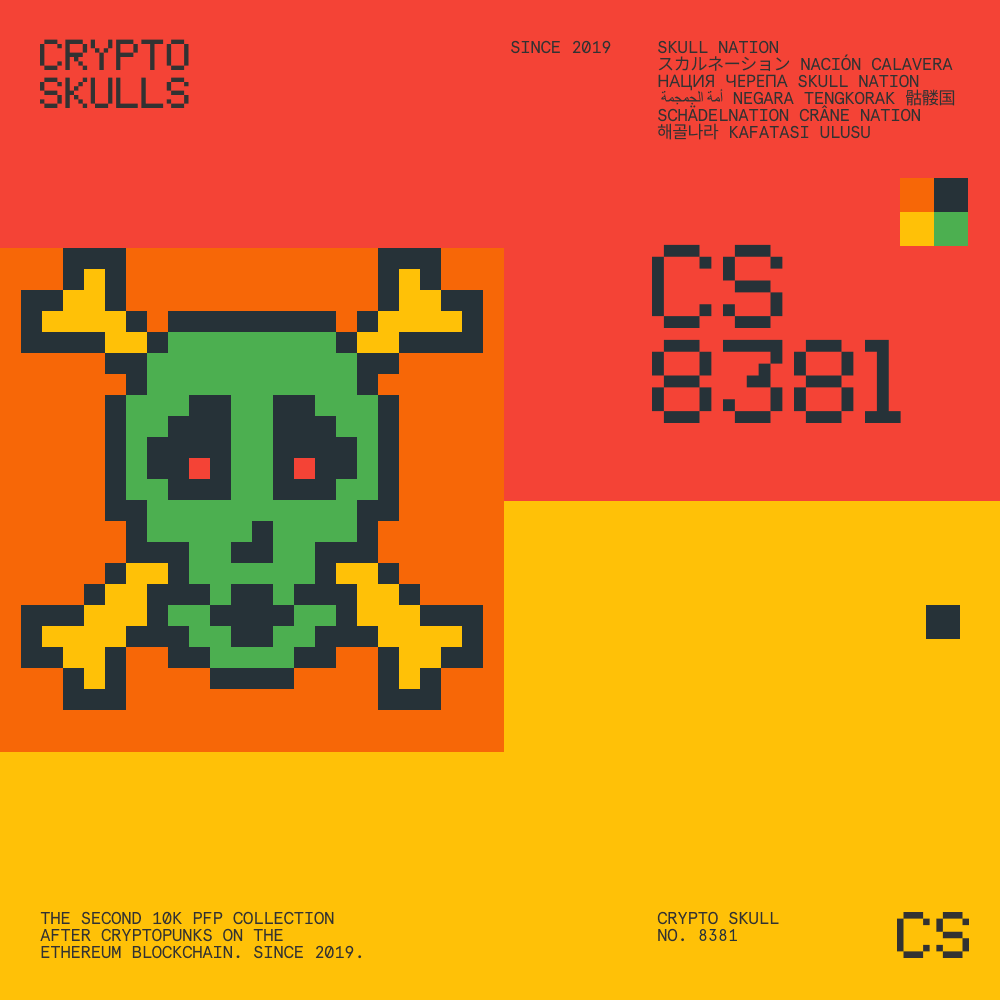 CRYPTO
SKULLS
SINCE 2019
SKULL NATION
スカルネーション NACIÓN CALAVERA
НАЦИЯ ЧЕРЕПА SKULL NATION
أمة الجمجمة NEGARA TENGKORAK 骷髅国
SCHÄDELNATION CRÂNE NATION
해골나라 KAFATASI ULUSU
CS
8381
THE SECOND 10K PFP COLLECTION
AFTER CRYPTOPUNKS ON THE
ETHEREUM BLOCKCHAIN. SINCE 2019.
CRYPTO SKULL
NO. 8381
CS